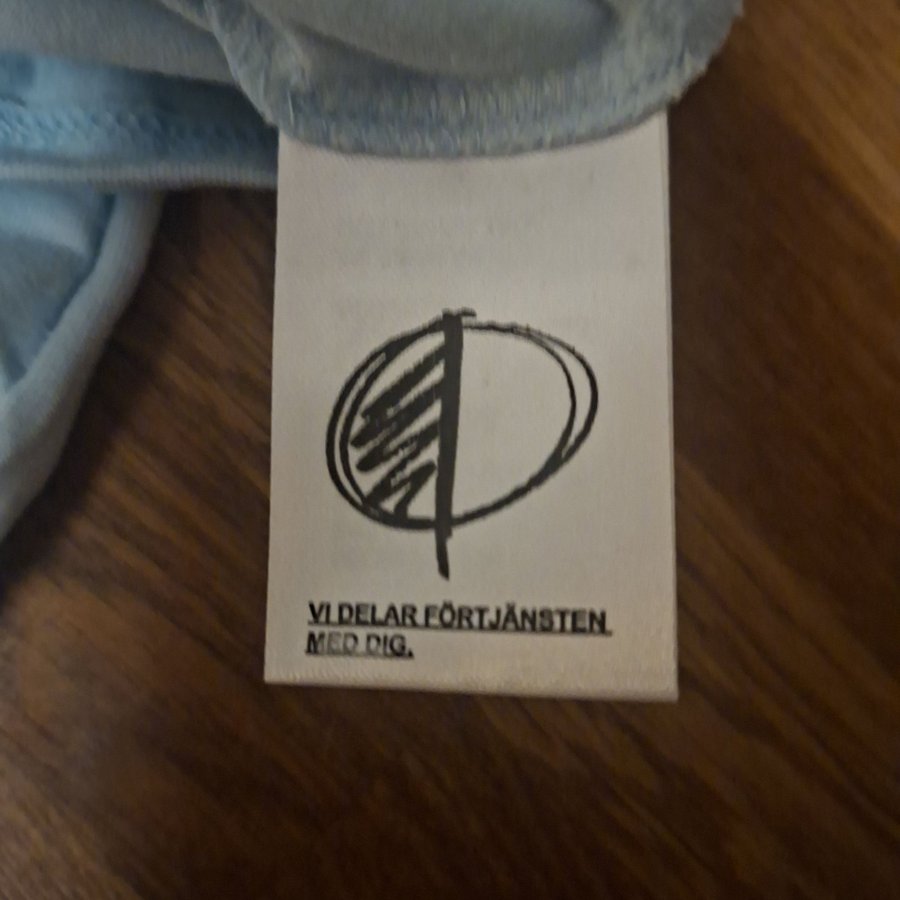 VI DELAR FÖRTJÄNSTEN
MED DIG.